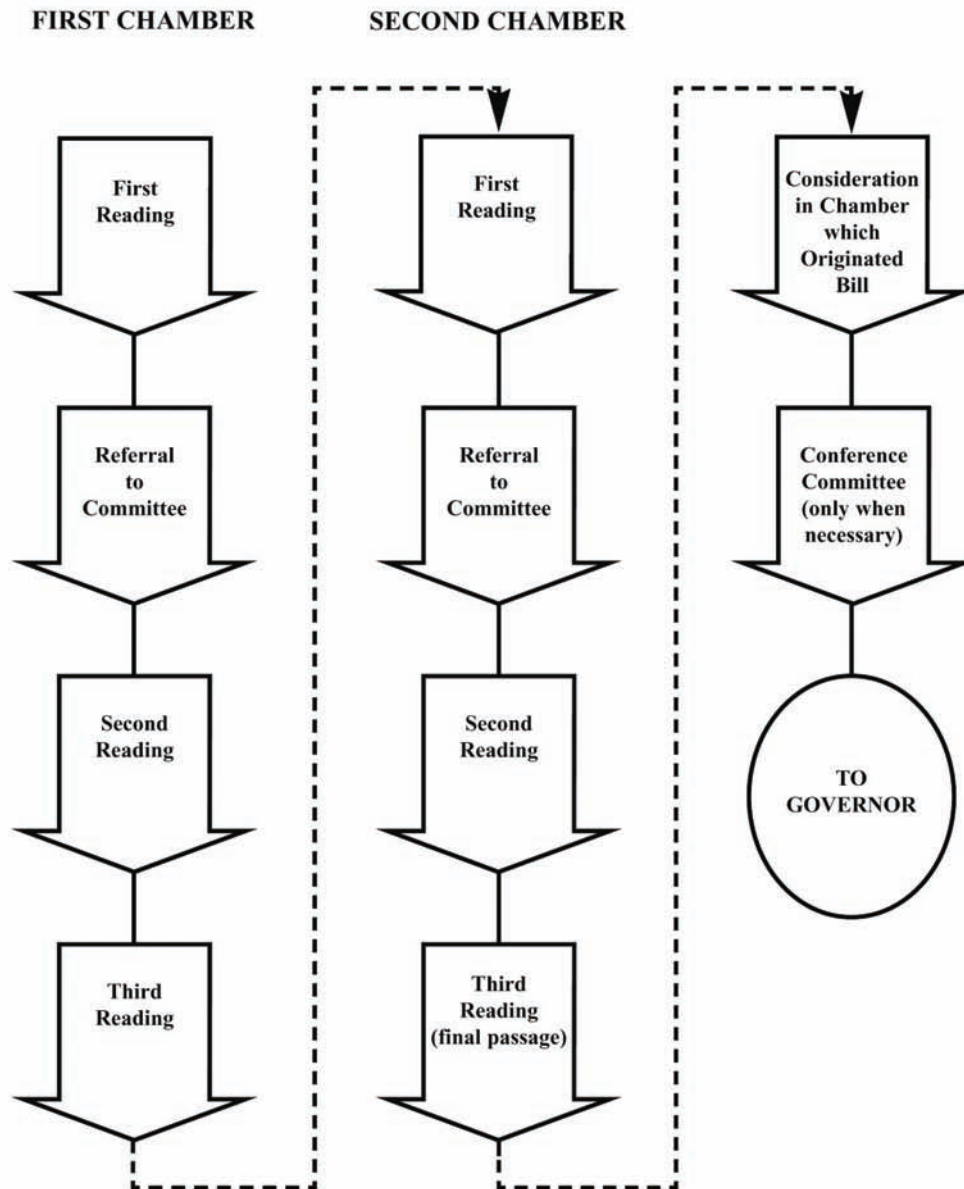 FIRST CHAMBER
First
Reading
Referral
to
Committee
Second
Reading
Third
Reading
SECOND CHAMBER
First
Reading
Referral
to
Committee
Second
Reading
Third
Reading
(final passage)
Consideration
in Chamber
which
Originated
Bill
Conference
Committee
(only when
necessary)
TO
GOVERNOR